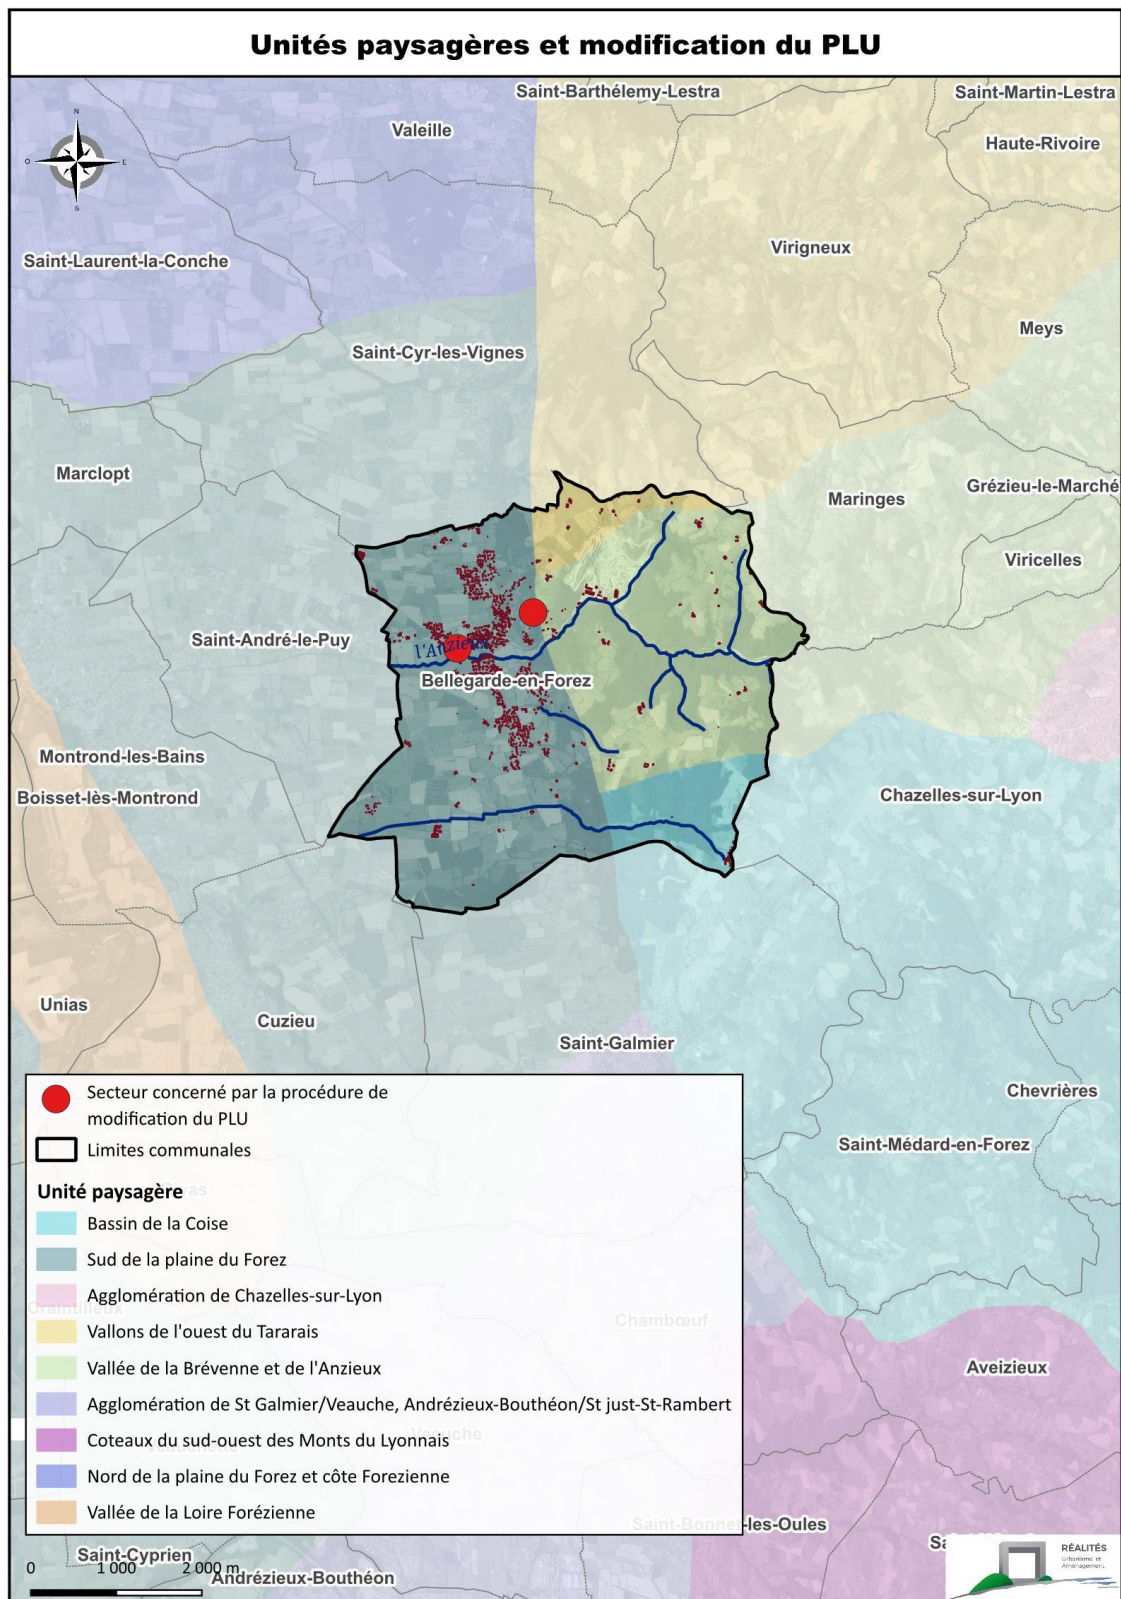 Unités paysagères et modification du PLU
Saint-Barthélemy-Lestra
Saint-Martin-Lestra
Valeille
Haute-Rivoire
N
O
E
S
Virigneux
Saint-Laurent-la-Conche
Meys
Saint-Cyr-les-Vignes
Marclopt
Grézieu-le-Marché
Maringes
Viricelles
Saint-André-le-Puy
l'Anzieux
Bellegarde-en-Forez
Montrond-les-Bains
Boisset-lès-Montrond
Chazelles-sur-Lyon
Unias
Cuzieu
Saint-Galmier
Chevrières
Saint-Médard-en-Forez
Secteur concerné par la procédure de
modification du PLU
Limites communales
Unité paysagère
Rivas
Bassin de la Coise
Sud de la plaine du Forez
Agglomération de Chazelles-sur-Lyon
Craintilleux
Chambœuf
Vallons de l'ouest du Tararais
Vallée de la Brévenne et de l'Anzieux
Aveizieux
Agglomération de St Galmier/Veauche, Andrézieux-Bouthéon/St just-St-Rambert
Coteaux du sud-ouest des Monts du Lyonnais
Veauchette
Veauche
Nord de la plaine du Forez et côte Forezienne
Vallée de la Loire Forézienne
Saint-Bonnet-les-Oules
Saint-Cyprien
0 1 000 2 000 m
Andrézieux-Bouthéon
RÉALITÉS
Urbanisme et
Aménagement